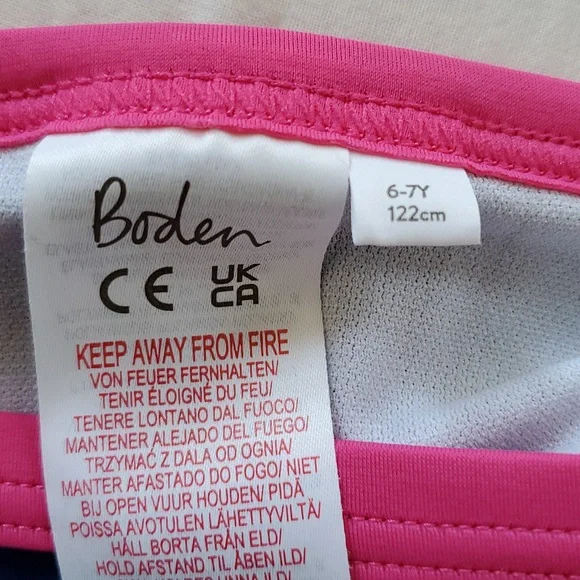 Boden
CE UK
CA
KEEP AWAY FROM FIRE
VON FEUER FERNHALTEN/
TENIR ÉLOIGNÉ DU FEU/
TENERE LONTANO DAL FUOCO/
MANTENER ALEJADO DEL FUEGO/
TRZYMAĆ Z DALA OD OGNIA/
MANTER AFASTADO DO FOGO/ NIET
BIJ OPEN VUUR HOUDEN/ PIDÄ
POISSA AVOTULEN LÄHETTYVILTÄ/
HÅLL BORTA FRÅN ELD/
HOLD AFSTAND TIL ÅBEN ILD/
6-7Y
122cm